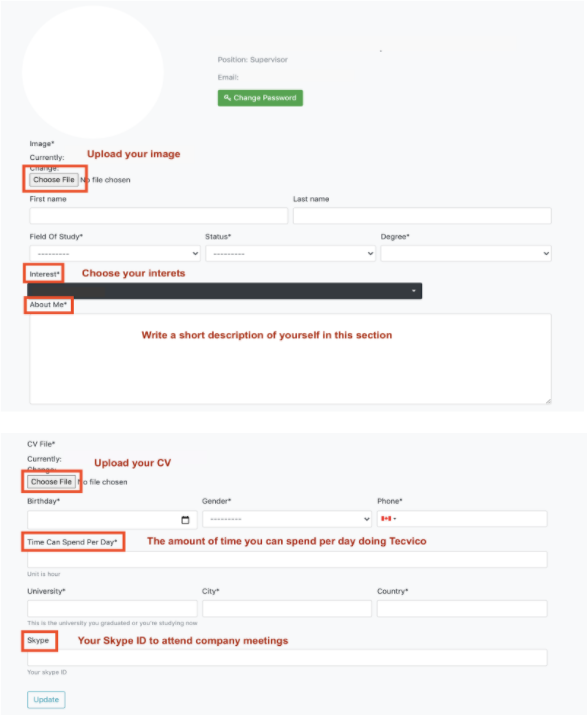 Position: Supervisor
Email:
Change Password
Image*
Currently: Upload your image
Change:
Choose File No file chosen
First name Last name
Field Of Study* Status* Degree*
--------- ---------
Interest* Choose your interets
About Me*
Write a short description of yourself in this section
CV File*
Currently:
Upload your CV
Change:
Choose File No file chosen
Birthday* Gender* Phone*
---------
Time Can Spend Per Day* The amount of time you can spend per day doing Tecvico
Unit is hour
University* City* Country*
This is the university you graduated or you're studying now
Skype Your Skype ID to attend company meetings
Your skype ID
Update